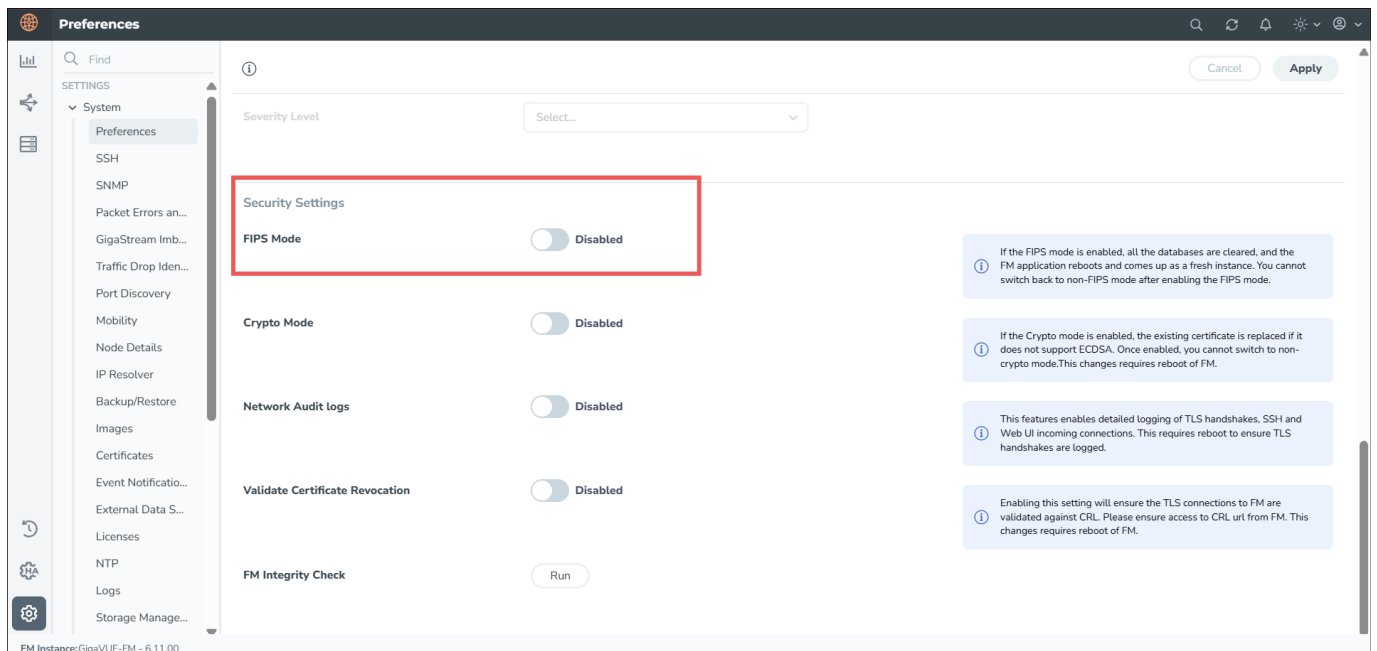 Preferences
Find
SETTINGS
System
Preferences
SSH
SNMP
Packet Errors an...
GigaStream Imb...
Traffic Drop Iden...
Port Discovery
Mobility
Node Details
IP Resolver
Backup/Restore
Images
Certificates
Event Notificatio...
External Data S...
Licenses
NTP
Logs
Storage Manage...
HA
Cancel
Apply
Severity Level
Select...
Security Settings
FIPS Mode
Disabled
If the FIPS mode is enabled, all the databases are cleared, and the
FM application reboots and comes up as a fresh instance. You cannot
switch back to non-FIPS mode after enabling the FIPS mode.
Crypto Mode
Disabled
If the Crypto mode is enabled, the existing certificate is replaced if it
does not support ECDSA. Once enabled, you cannot switch to non-
crypto mode.This changes requires reboot of FM.
Network Audit logs
Disabled
This features enables detailed logging of TLS handshakes, SSH and
Web UI incoming connections. This requires reboot to ensure TLS
handshakes are logged.
Validate Certificate Revocation
Disabled
Enabling this setting will ensure the TLS connections to FM are
validated against CRL. Please ensure access to CRL url from FM. This
changes requires reboot of FM.
FM Integrity Check
Run
FM Instance:GigaVUE-FM - 6.11.00